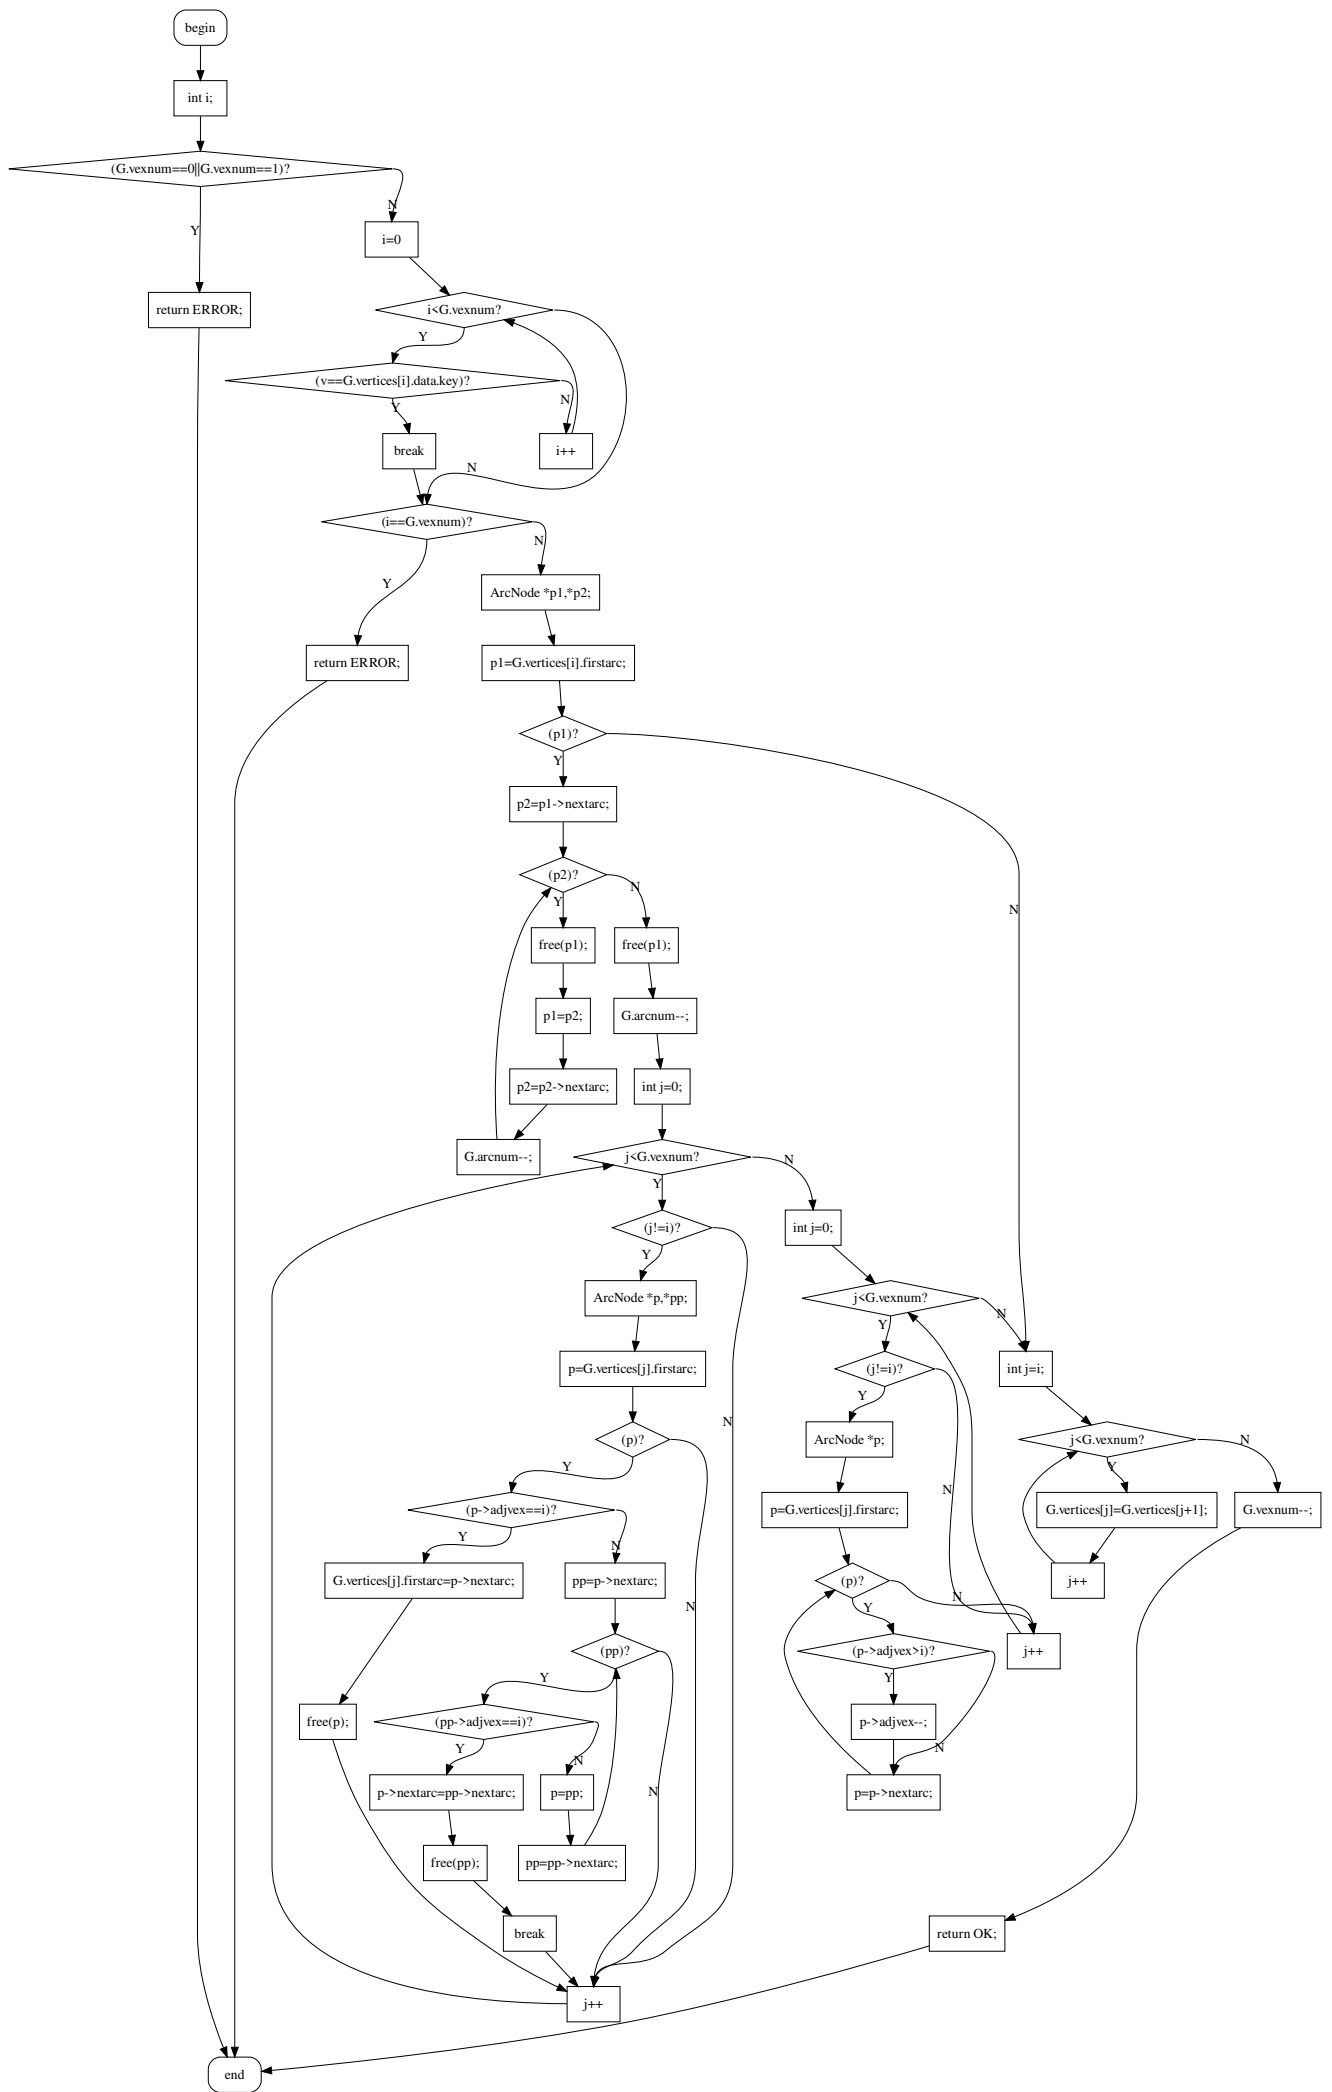 begin
int i;
(G.vexnum==0||G.vexnum==1)?
N
Y
i=0
return ERROR;
i<G.vexnum?
Y
(v==G.vertices[i].data.key)?
N
Y
break
i++
N
(i==G.vexnum)?
N
Y
ArcNode *p1,*p2;
return ERROR;
p1=G.vertices[i].firstarc;
(p1)?
Y
p2=p1->nextarc;
(p2)?
N
Y
N
free(p1);
free(p1);
p1=p2;
G.arcnum--;
p2=p2->nextarc;
int j=0;
G.arcnum--;
j<G.vexnum?
N
Y
(j!=i)?
int j=0;
Y
ArcNode *p,*pp;
j<G.vexnum?
N
Y
p=G.vertices[j].firstarc;
(j!=i)?
int j=i;
Y
N
(p)?
ArcNode *p;
j<G.vexnum?
N
Y
Y
N
(p->adjvex==i)?
p=G.vertices[j].firstarc;
G.vertices[j]=G.vertices[j+1];
G.vexnum--;
Y
N
G.vertices[j].firstarc=p->nextarc;
pp=p->nextarc;
(p)?
j++
N
Y
N
(pp)?
(p->adjvex>i)?
j++
Y
Y
free(p);
(pp->adjvex==i)?
p->adjvex--;
Y
N
N
p->nextarc=pp->nextarc;
p=pp;
N
p=p->nextarc;
free(pp);
pp=pp->nextarc;
break
return OK;
j++
end